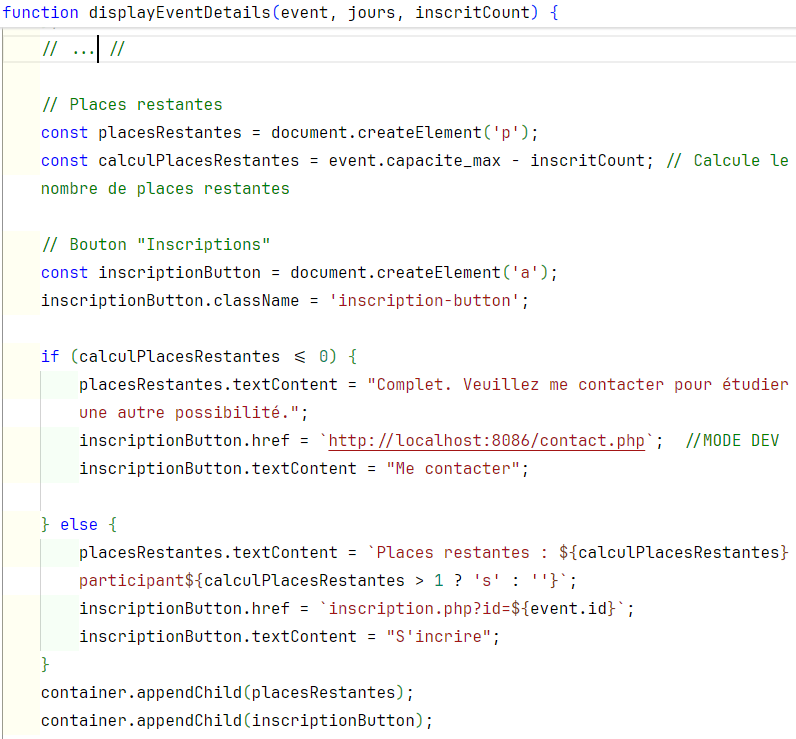 function displayEventDetails(event, jours, inscritCount) {
// ... //
// Places restantes
const placesRestantes = document.createElement('p');
const calculPlacesRestantes = event.capacite_max - inscritCount; // Calcule le
nombre de places restantes
// Bouton "Inscriptions"
const inscriptionButton = document.createElement('a');
inscriptionButton.className = 'inscription-button';
if (calculPlacesRestantes <= 0) {
placesRestantes.textContent = "Complet. Veuillez me contacter pour étudier
une autre possibilité.";
inscriptionButton.href = `http://localhost:8086/contact.php`; //MODE DEV
inscriptionButton.textContent = "Me contacter";
} else {
placesRestantes.textContent = `Places restantes : ${calculPlacesRestantes}
participant${calculPlacesRestantes > 1 ? 's' : ''}`;
inscriptionButton.href = `inscription.php?id=${event.id}`;
inscriptionButton.textContent = "S'incrire";
}
container.appendChild(placesRestantes);
container.appendChild(inscriptionButton);